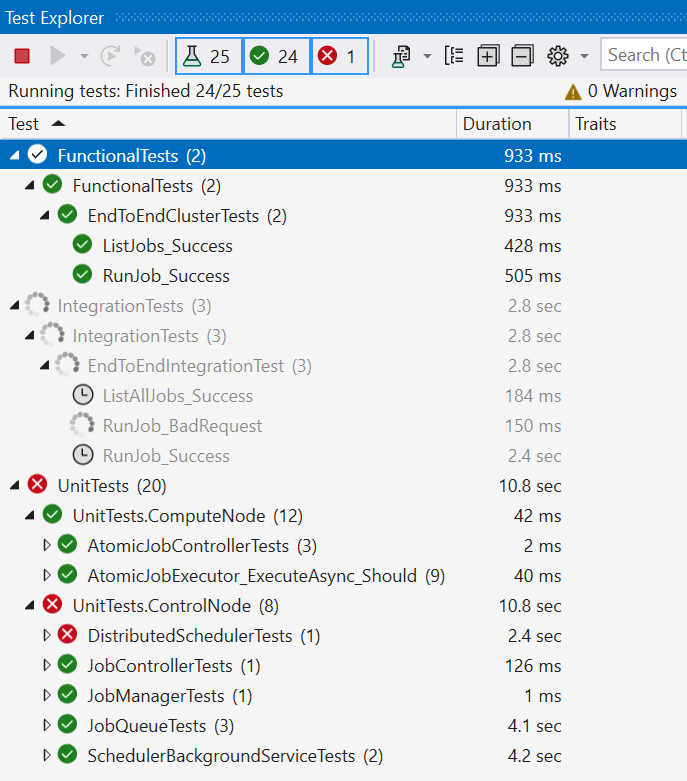 Test Explorer
25 24 1 Search (Ct
Running tests: Finished 24/25 tests 0 Warnings
Test Duration Traits
FunctionalTests (2) 933 ms
FunctionalTests (2) 933 ms
EndToEndClusterTests (2) 933 ms
ListJobs_Success 428 ms
RunJob_Success 505 ms
IntegrationTests (3) 2.8 sec
IntegrationTests (3) 2.8 sec
EndToEndIntegrationTest (3) 2.8 sec
ListAllJobs_Success 184 ms
RunJob_BadRequest 150 ms
RunJob_Success 2.4 sec
UnitTests (20) 10.8 sec
UnitTests.ComputeNode (12) 42 ms
AtomicJobControllerTests (3) 2 ms
AtomicJobExecutor_ExecuteAsync_Should (9) 40 ms
UnitTests.ControlNode (8) 10.8 sec
DistributedSchedulerTests (1) 2.4 sec
JobControllerTests (1) 126 ms
JobManagerTests (1) 1 ms
JobQueueTests (3) 4.1 sec
SchedulerBackgroundServiceTests (2) 4.2 sec